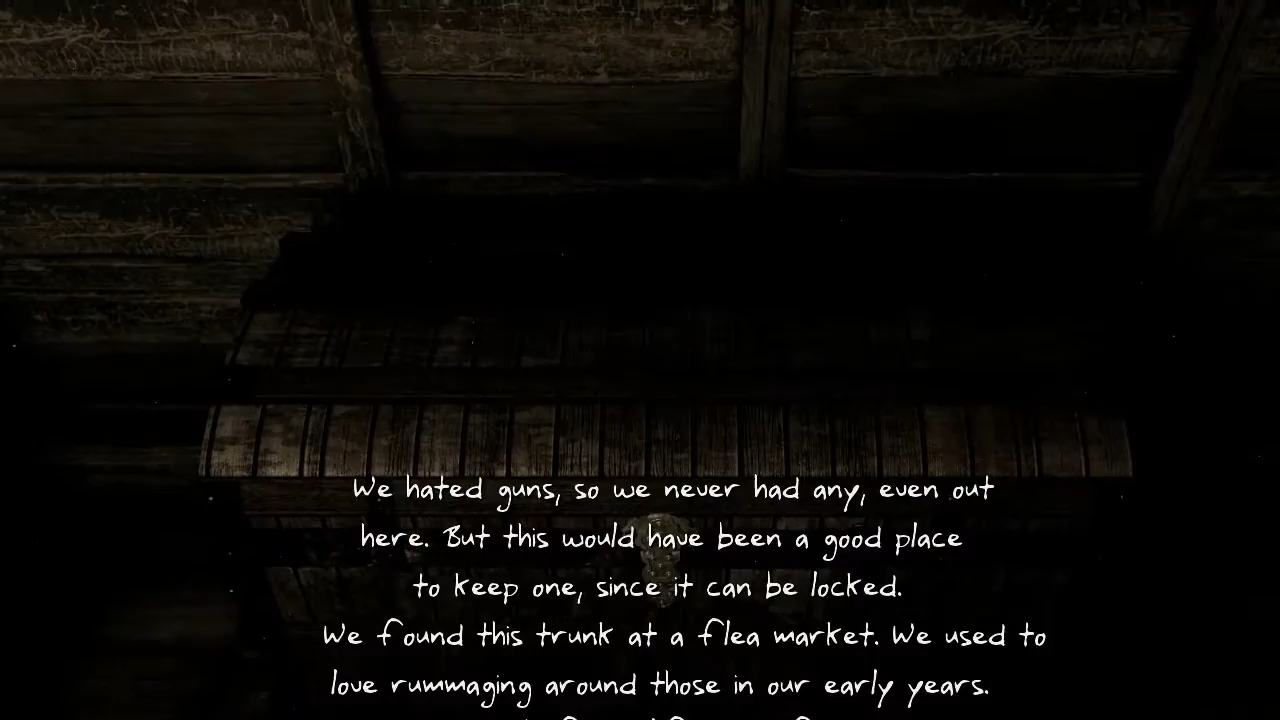 We hated guns, so we never had any, even out
here. But this would have been a good place
to keep one, since it can be locked.
We found this trunk at a flea market. We used to
love rummaging around those in our early years.